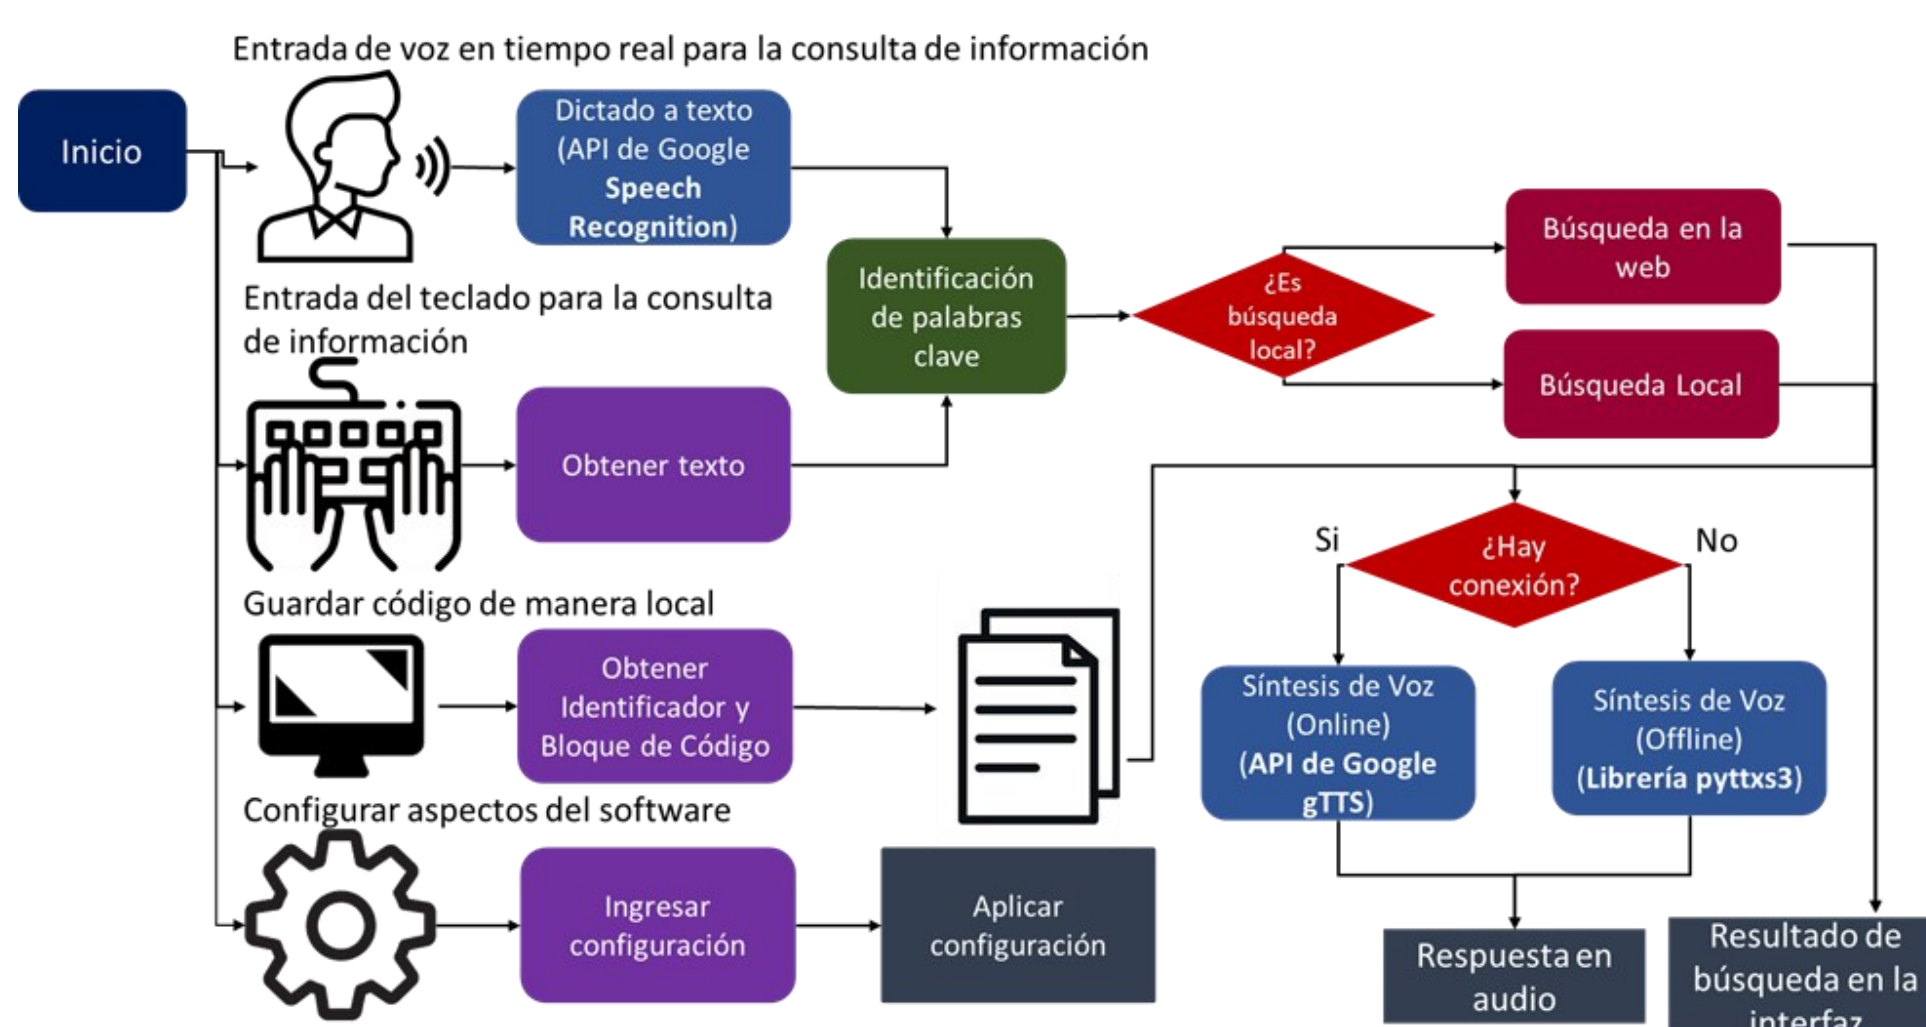 Entrada de voz en tiempo real para la consulta de información
Inicio
Dictado a texto
(API de Google
Speech
Recognition)
Entrada del teclado para la consulta
de información
Obtener texto
Identificación
de palabras
clave
¿Es
búsqueda
local?
Búsqueda en la
web
Búsqueda Local
Guardar código de manera local
Obtener
Identificador y
Bloque de Código
Si
¿Hay
conexión?
No
Síntesis de Voz
(Online)
(API de Google
gTTS)
Síntesis de Voz
(Offline)
(Librería pyttxs3)
Configurar aspectos del software
Ingresar
configuración
Aplicar
configuración
Respuesta en
audio
Resultado de
búsqueda en la
interfaz